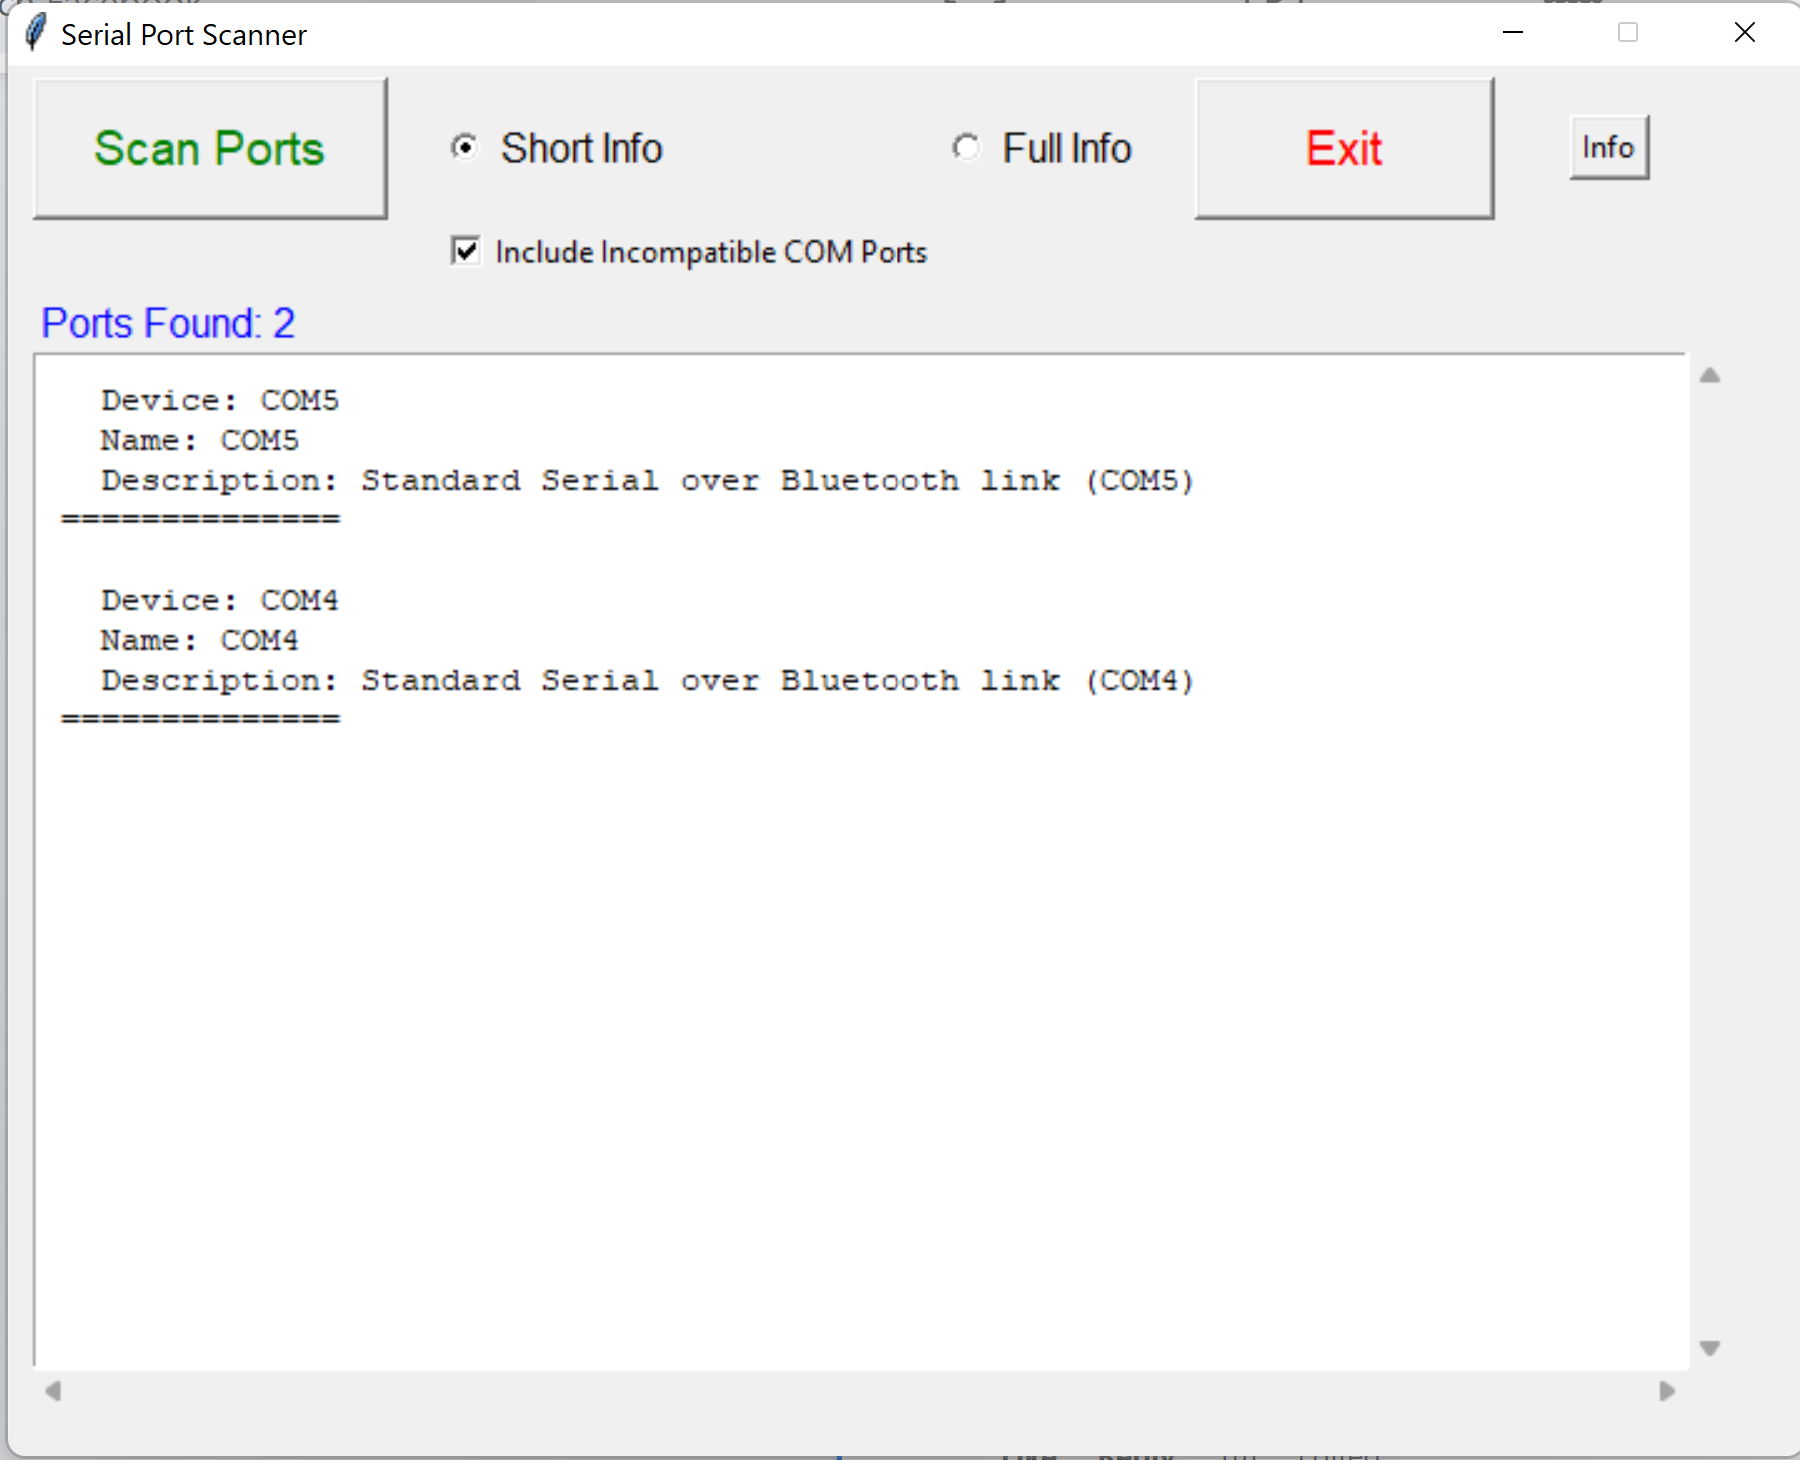 Serial Port Scanner
Scan Ports
Short Info
Full Info
Exit
Info
Include Incompatible COM Ports
Ports Found: 2
Device: COM5
Name: COM5
Description: Standard Serial over Bluetooth link (COM5)
==============
Device: COM4
Name: COM4
Description: Standard Serial over Bluetooth link (COM4)
==============